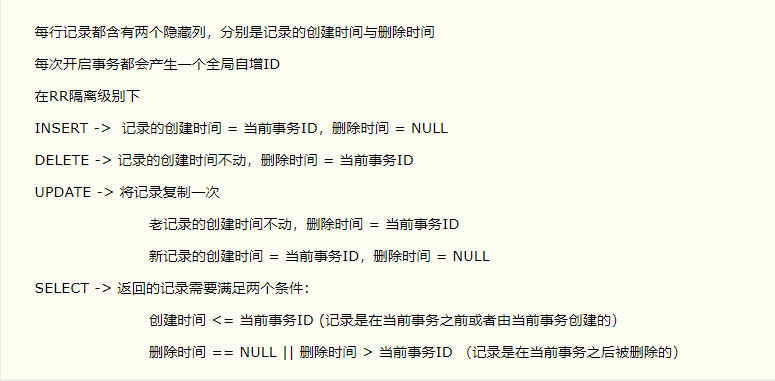 每行记录都含有两个隐藏列，分别是记录的创建时间与删除时间
每次开启事务都会产生一个全局自增ID
在RR隔离级别下
INSERT -> 记录的创建时间 = 当前事务ID，删除时间 = NULL
DELETE -> 记录的创建时间不动，删除时间 = 当前事务ID
UPDATE -> 将记录复制一次
老记录的创建时间不动，删除时间 = 当前事务ID
新记录的创建时间 = 当前事务ID，删除时间 = NULL
SELECT -> 返回的记录需要满足两个条件：
创建时间 <= 当前事务ID (记录是在当前事务之前或者由当前事务创建的）
删除时间 == NULL || 删除时间 > 当前事务ID （记录是在当前事务之后被删除的）